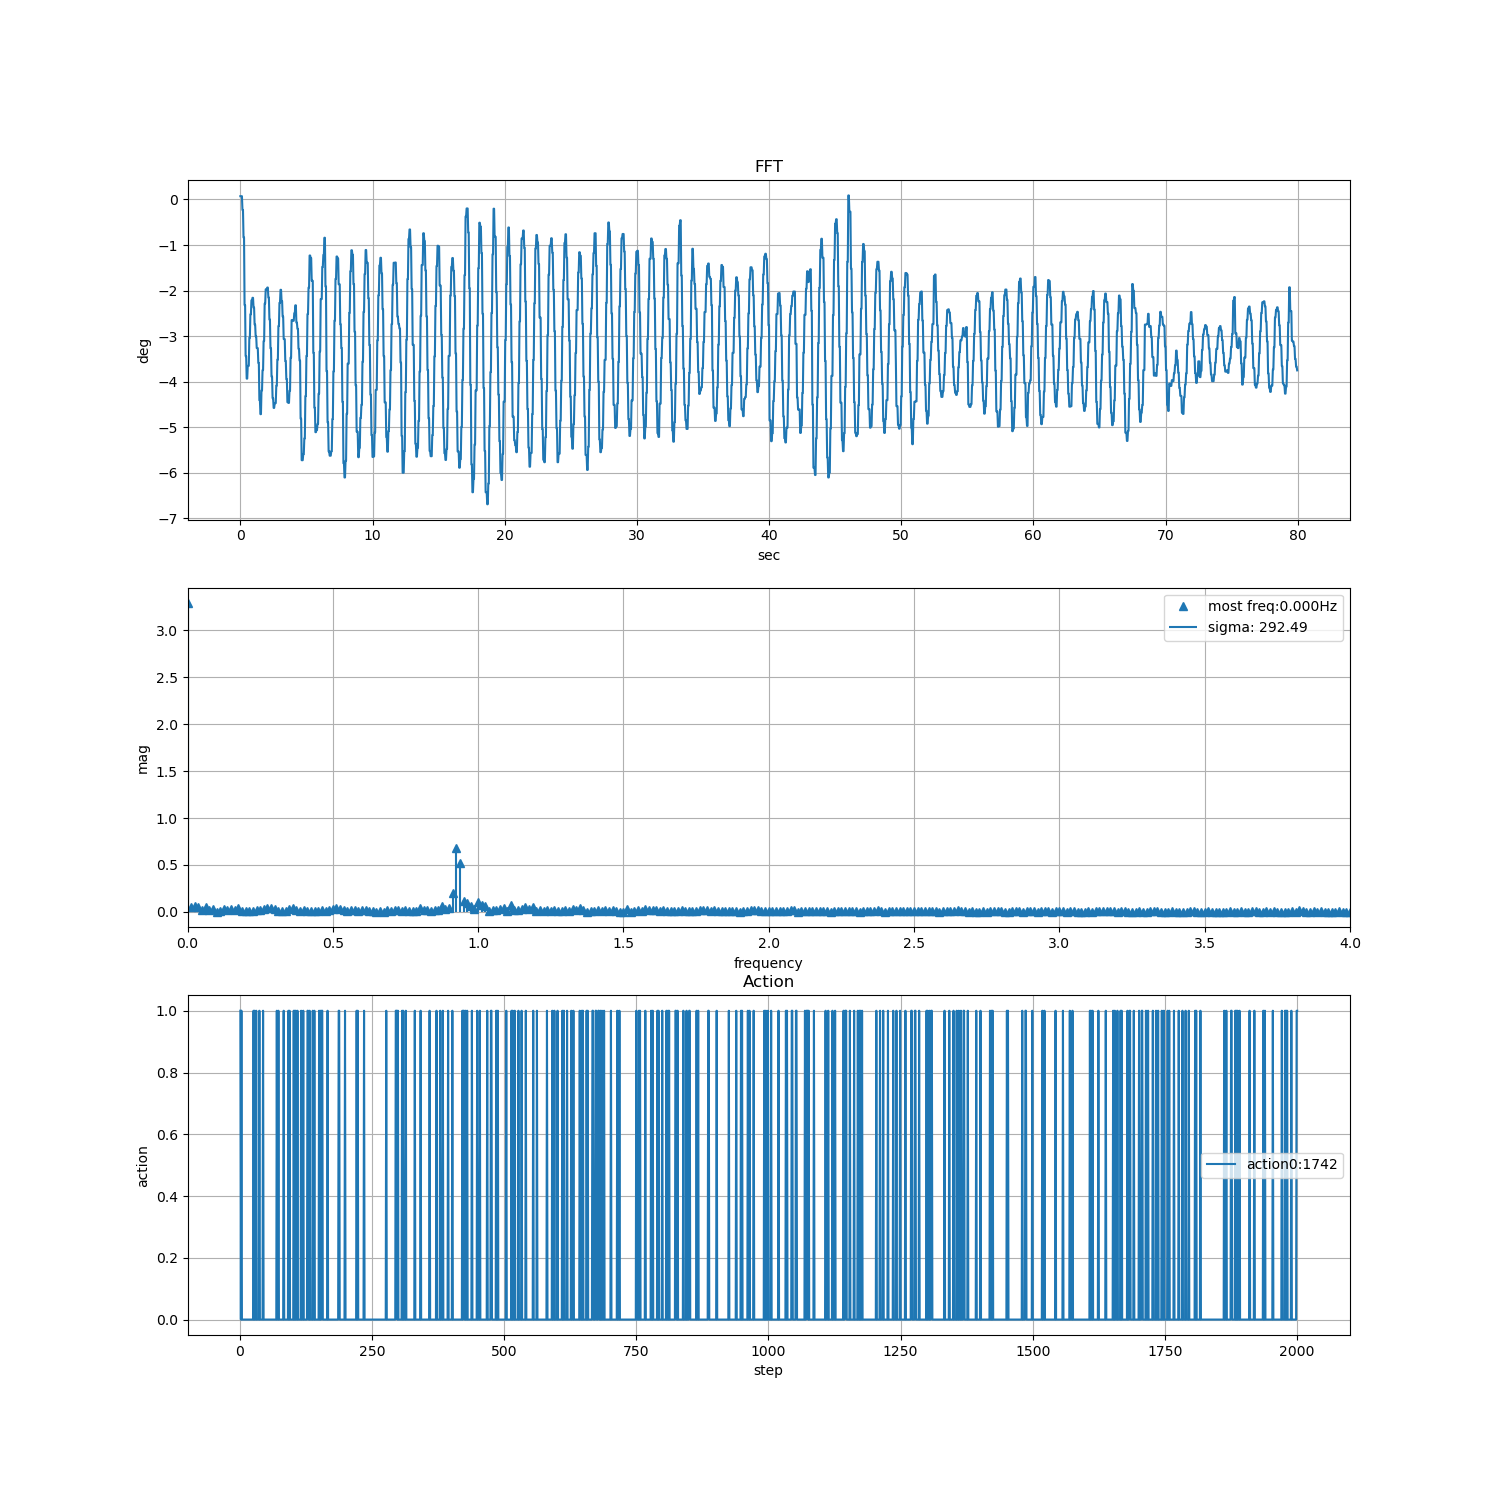 FFT
0
−1
−2
−3
−4
−5
−6
−7
deg
0 10 20 30 40 50 60 70 80
sec
most freq:0.000Hz
sigma: 292.49
3.0
2.5
2.0
1.5
1.0
0.5
0.0
mag
0.0 0.5 1.0 1.5 2.0 2.5 3.0 3.5 4.0
frequency
Action
1.0
0.8
0.6
0.4
0.2
0.0
action
action0:1742
0 250 500 750 1000 1250 1500 1750 2000
step